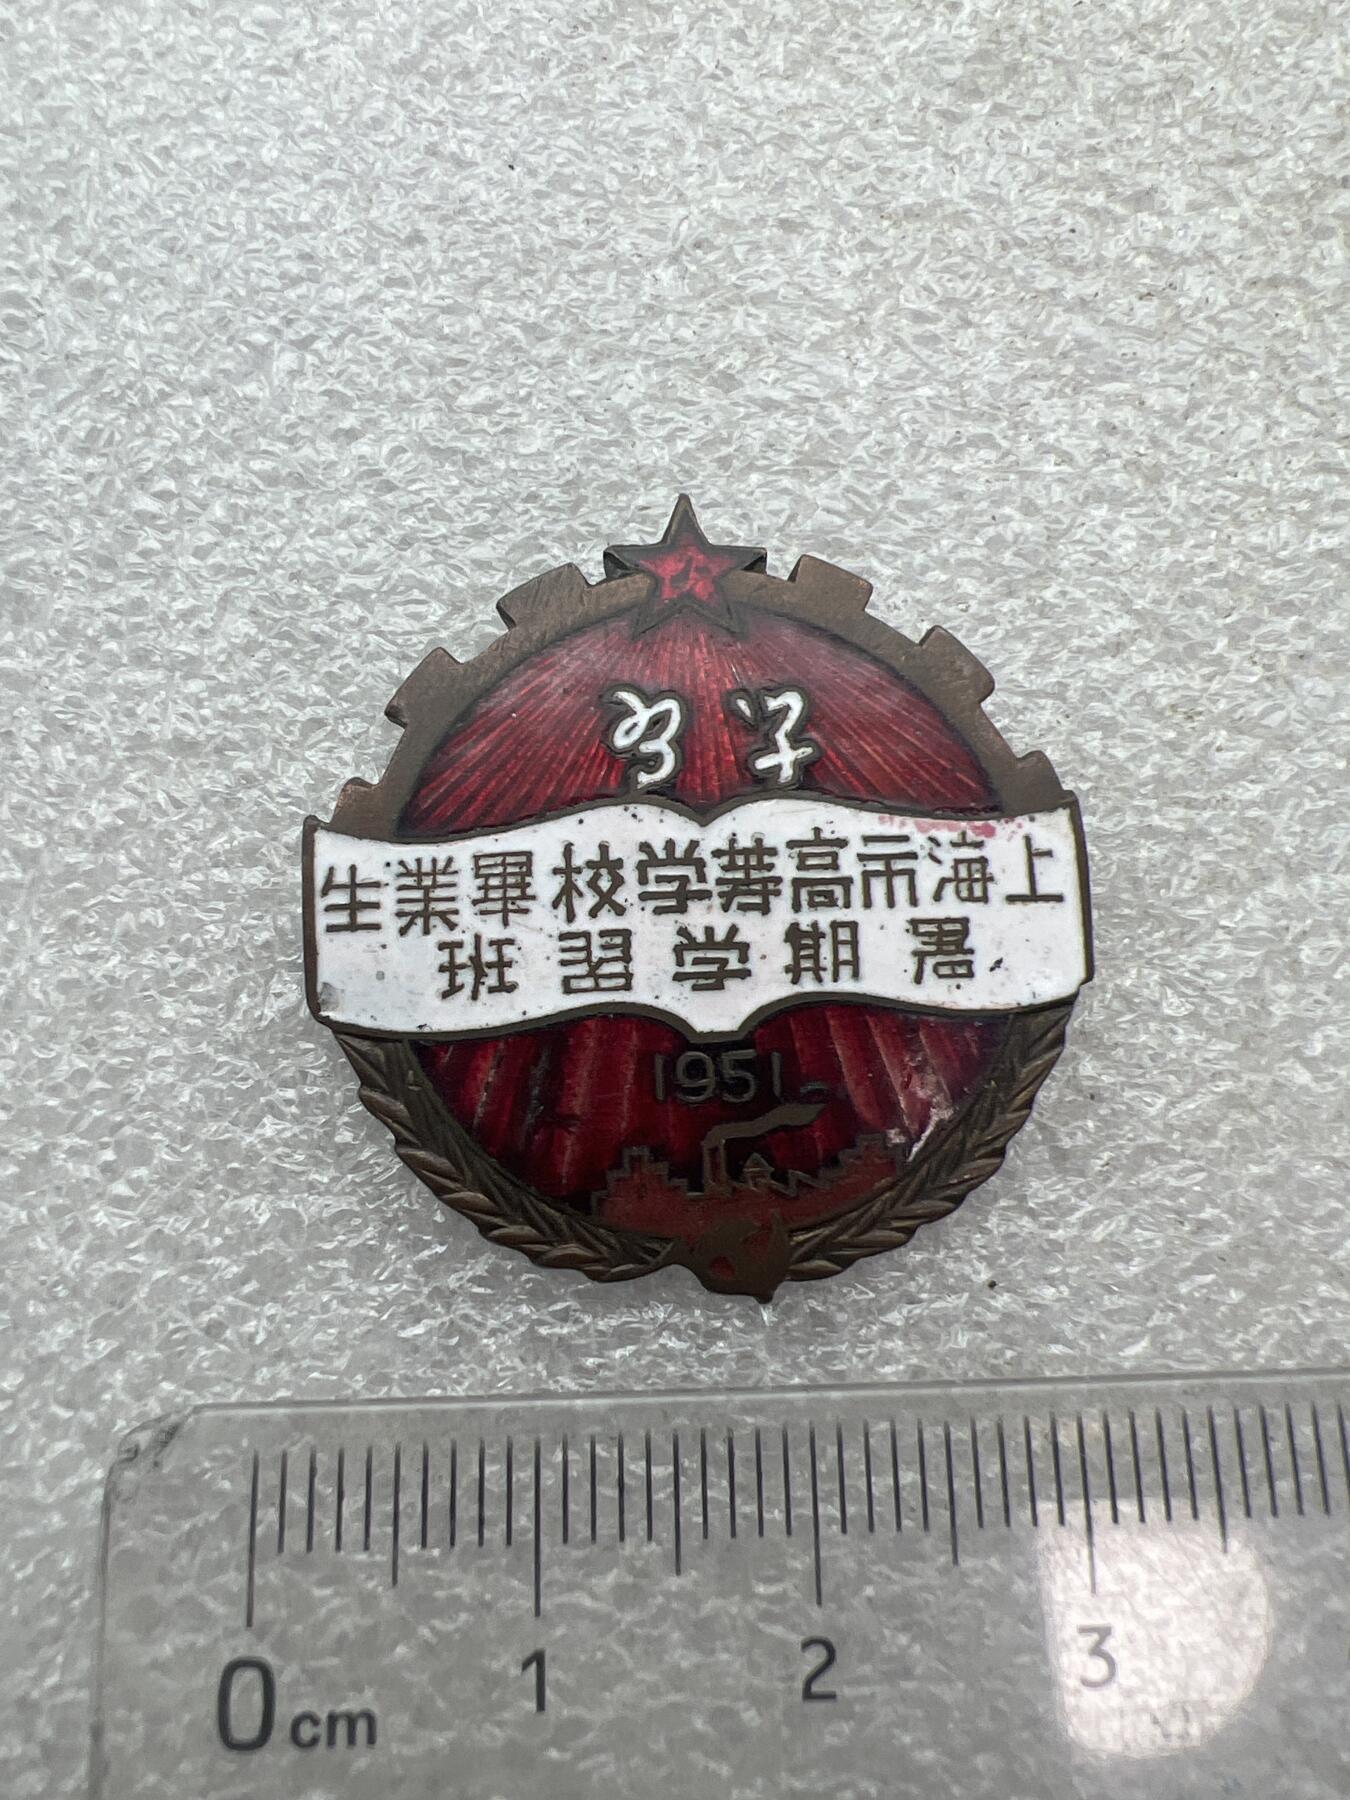 学习
上海市高等学校畢業生
暑期学習班
1951
0cm 1 2 3